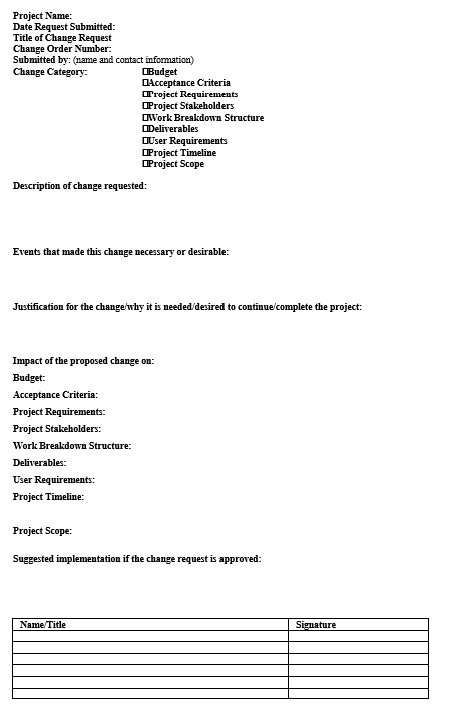 Project Name:
Date Request Submitted:
Title of Change Request
Change Order Number:
Submitted by: (name and contact information)
Change Category: □Budget
□Acceptance Criteria
□Project Requirements
□Project Stakeholders
□Work Breakdown Structure
□Deliverables
□User Requirements
□Project Timeline
□Project Scope
Description of change requested:
Events that made this change necessary or desirable:
Justification for the change/why it is needed/desired to continue/complete the project:
Impact of the proposed change on:
Budget:
Acceptance Criteria:
Project Requirements:
Project Stakeholders:
Work Breakdown Structure:
Deliverables:
User Requirements:
Project Timeline:
Project Scope:
Suggested implementation if the change request is approved:
Name/Title Signature